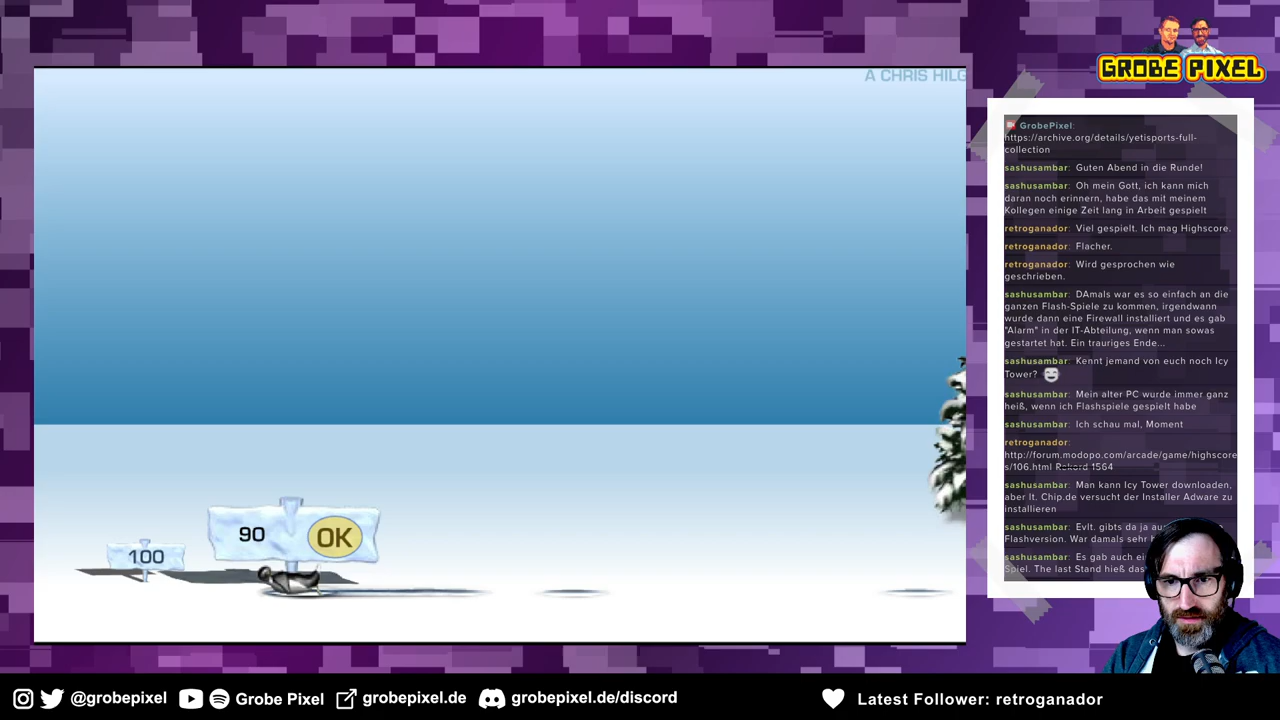 A CHRIS HILG
100
90
OK
GROBE PIXEL
GrobePixel:
https://archive.org/details/yetisports-full-
collection
sashusambar: Guten Abend in die Runde!
sashusambar: Oh mein Gott, ich kann mich
daran noch erinnern, habe das mit meinem
Kollegen einige Zeit lang in Arbeit gespielt
retroganador: Viel gespielt. Ich mag Highscore.
retroganador: Flacher.
retroganador: Wird gesprochen wie
geschrieben.
sashusambar: DAmals war es so einfach an die
ganzen Flash-Spiele zu kommen, irgendwann
wurde dann eine Firewall installiert und es gab
"Alarm" in der IT-Abteilung, wenn man sowas
gestartet hat. Ein trauriges Ende...
sashusambar: Kennt jemand von euch noch Icy
Tower?
sashusambar: Mein alter PC wurde immer ganz
heiß, wenn ich Flashspiele gespielt habe
sashusambar: Ich schau mal, Moment
retroganador:
http://forum.modopo.com/arcade/game/highscore
s/106.html Rekord 1564
sashusambar: Man kann Icy Tower downloaden,
aber lt. Chip.de versucht der Installer Adware zu
installieren
sashusambar: Evlt. gibts da ja
Flashversion. War damals sehr
sashusambar: Es gab auch
Spiel. The last Stand hieß
@grobepixel
Grobe Pixel
grobepixel.de
grobepixel.de/discord
Latest Follower: retroganador